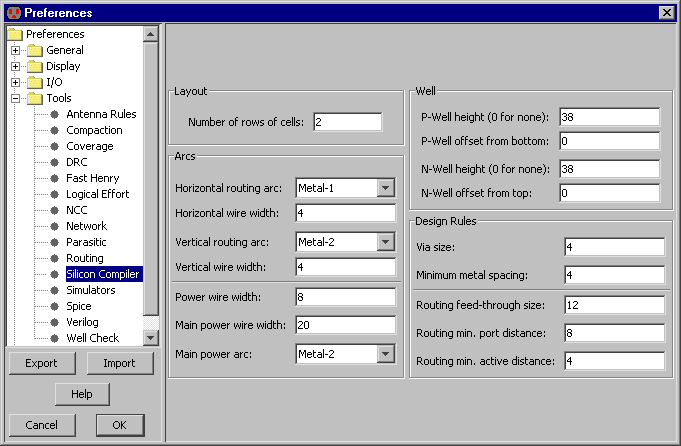 Preferences
Preferences
General
Display
I/O
Tools
Antenna Rules
Compaction
Coverage
DRC
Fast Henry
Logical Effort
NCC
Network
Parasitic
Routing
Silicon Compiler
Simulators
Spice
Verilog
Well Check
Export
Import
Help
Cancel
OK
Layout
Number of rows of cells: 2
Arcs
Horizontal routing arc: Metal-1
Horizontal wire width: 4
Vertical routing arc: Metal-2
Vertical wire width: 4
Power wire width: 8
Main power wire width: 20
Main power arc: Metal-2
Well
P-Well height (0 for none): 38
P-Well offset from bottom: 0
N-Well height (0 for none): 38
N-Well offset from top: 0
Design Rules
Via size: 4
Minimum metal spacing: 4
Routing feed-through size: 12
Routing min. port distance: 8
Routing min. active distance: 4